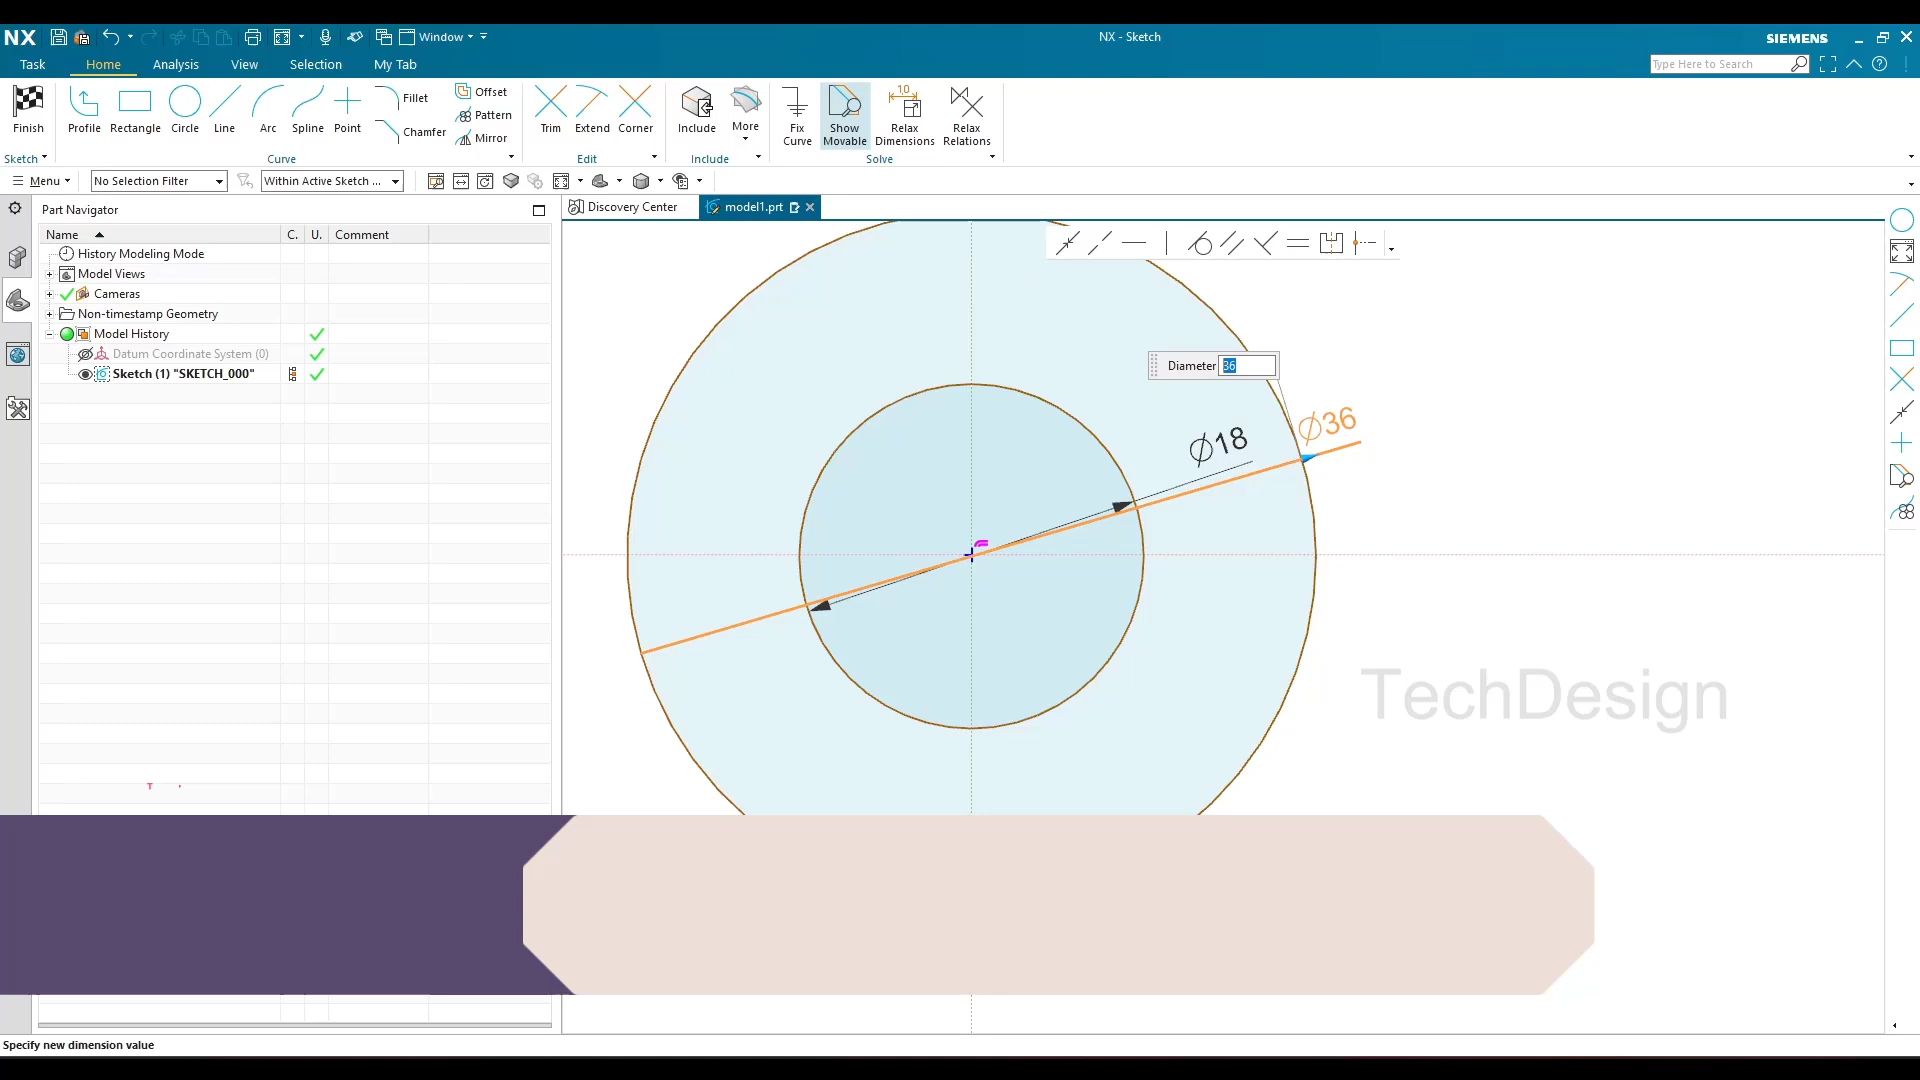 NX
Window
NX - Sketch
SIEMENS
Task Home Analysis View Selection My Tab
Type Here to Search
Finish
Profile
Rectangle
Circle
Line
Arc
Spline
Point
Fillet
Chamfer
Offset
Pattern
Mirror
Trim
Extend
Corner
Include
More
Fix
Curve
Show
Movable
1,0
Relax
Dimensions
Relax
Relations
Sketch
Curve
Edit
Include
Solve
Menu
No Selection Filter
Within Active Sketch ...
Part Navigator
Discovery Center
model1.prt
Name C. U. Comment
History Modeling Mode
Model Views
Cameras
Non-timestamp Geometry
Model History
Datum Coordinate System (0)
Sketch (1) "SKETCH_000"
Diameter 36
Ø36
Ø18
TechDesign
Specify new dimension value